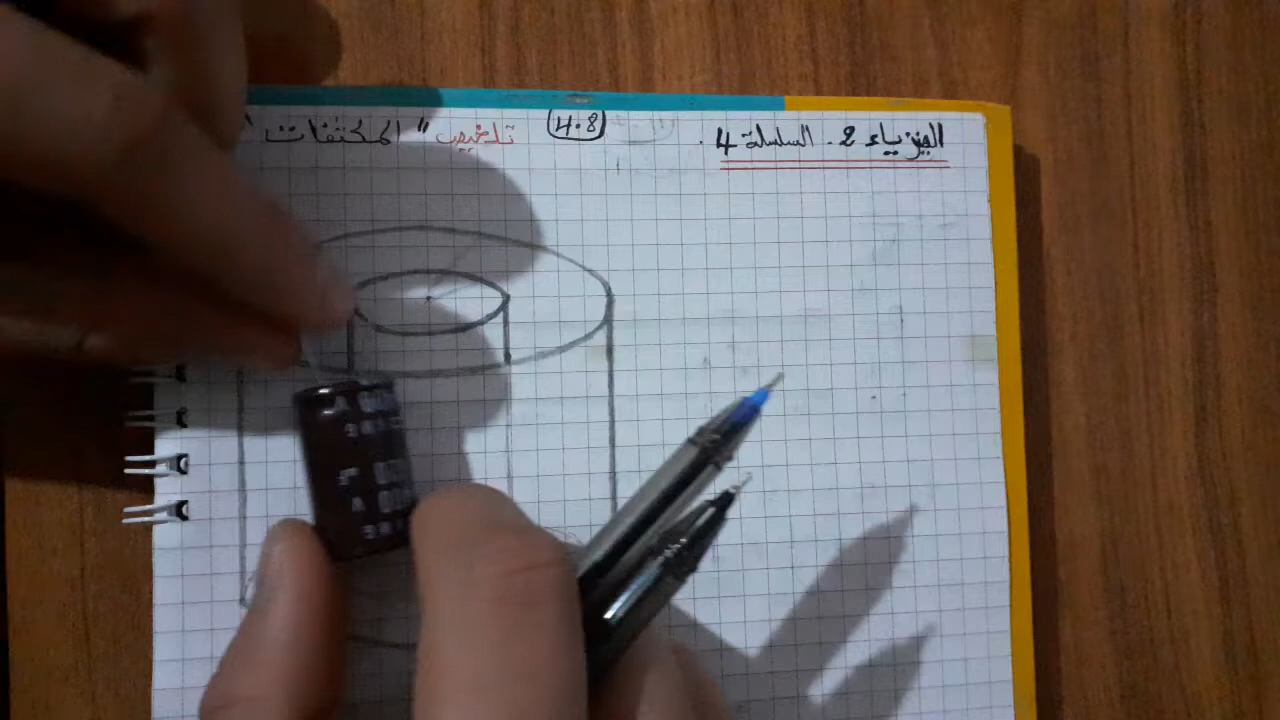 الفيزياء 2. السلسلة 4.
4.8
تلخيص "المكثفات